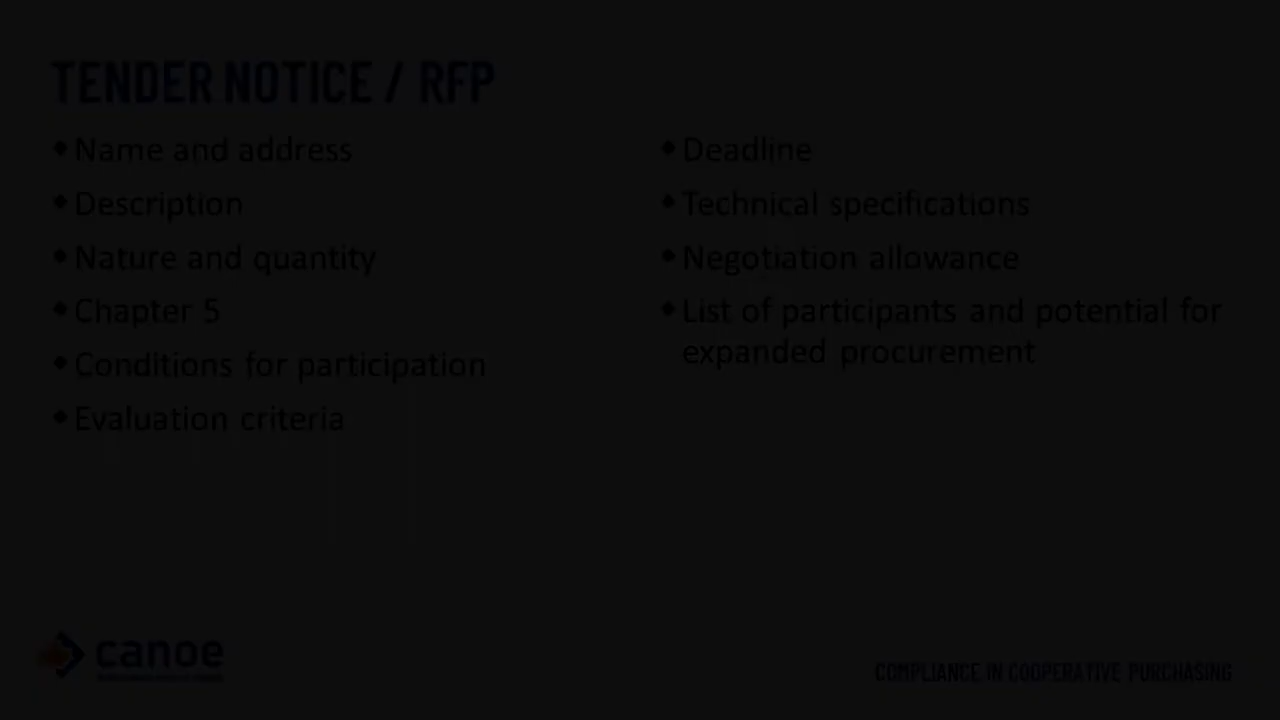 TENDER NOTICE / RFP
• Name and address
• Description
• Nature and quantity
• Chapter 5
• Conditions for participation
• Evaluation criteria
• Deadline
• Technical specifications
• Negotiation allowance
• List of participants and potential for
expanded procurement
canoe
COMPLIANCE IN COOPERATIVE PURCHASING